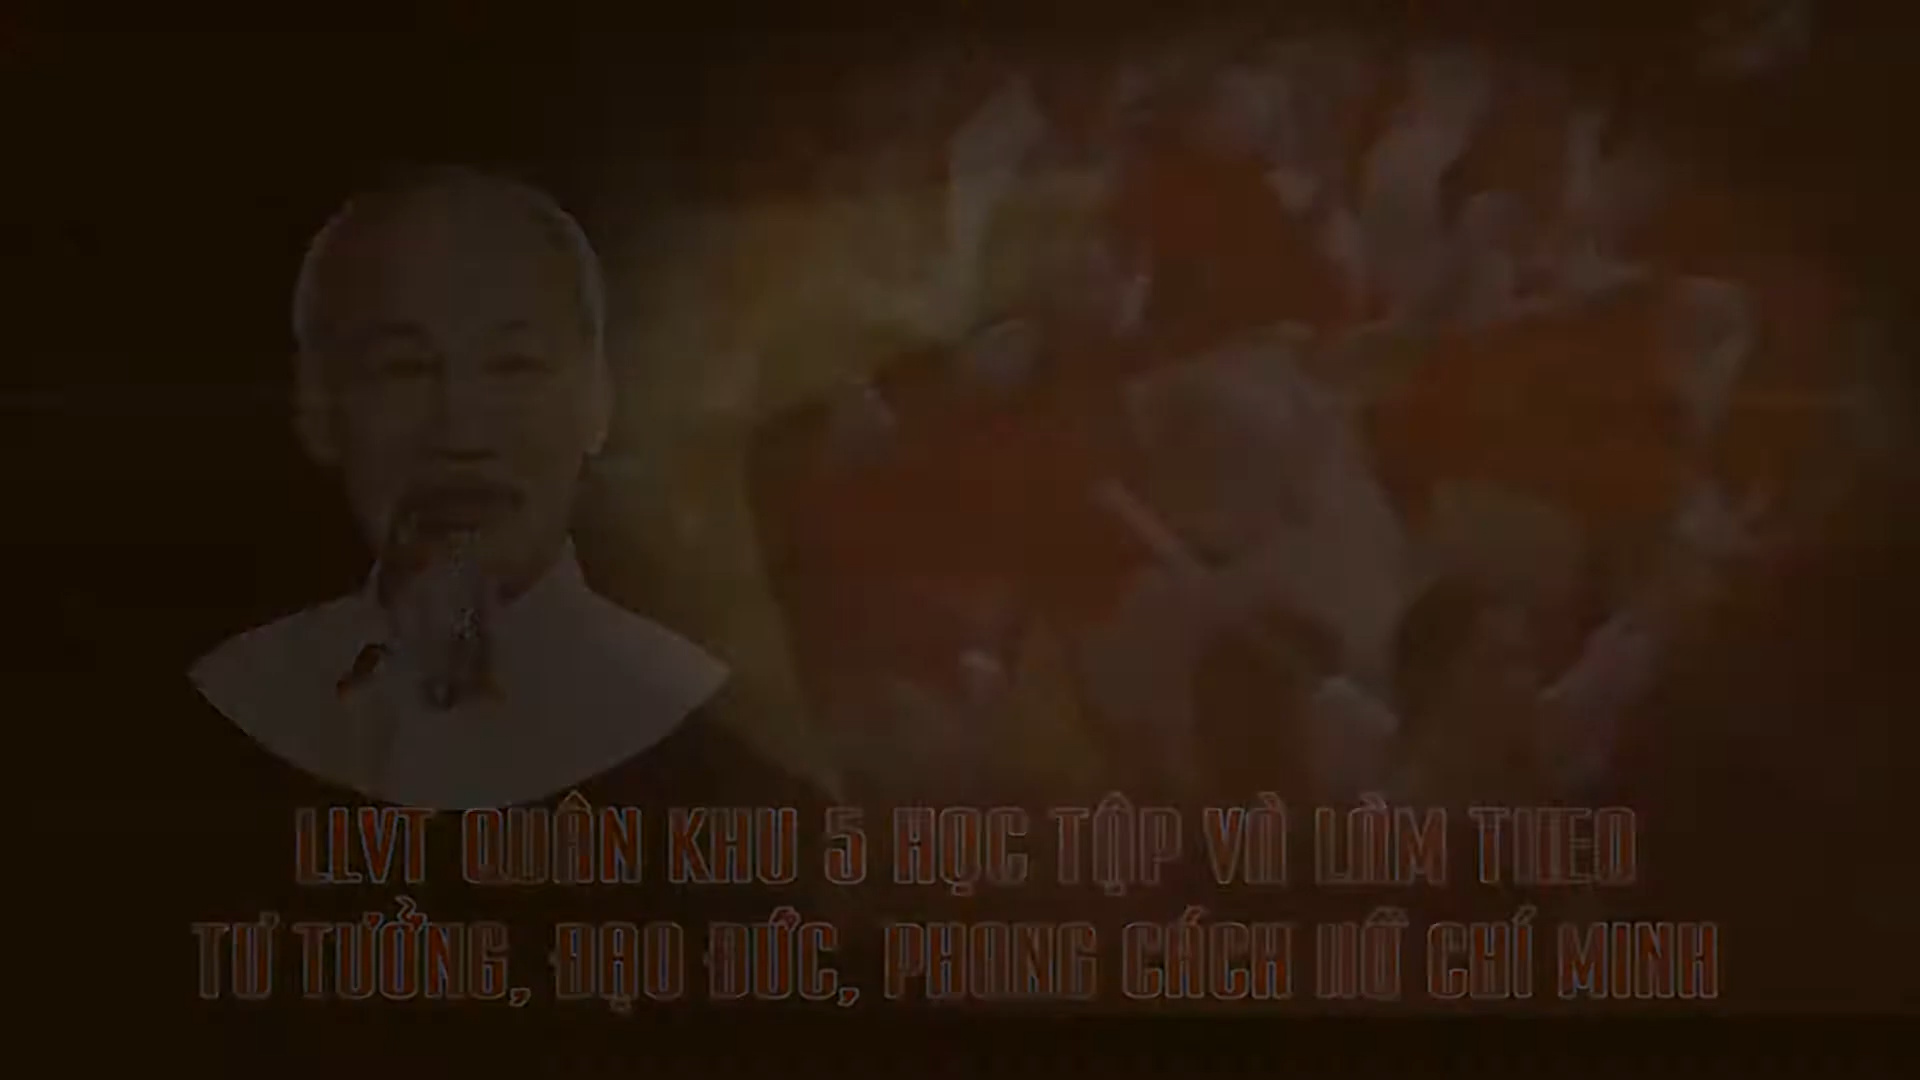 LLVT QUÂN KHU 5 HỌC TẬP VÀ LÀM THEO
TƯ TƯỞNG, ĐẠO ĐỨC, PHONG CÁCH HỒ CHÍ MINH